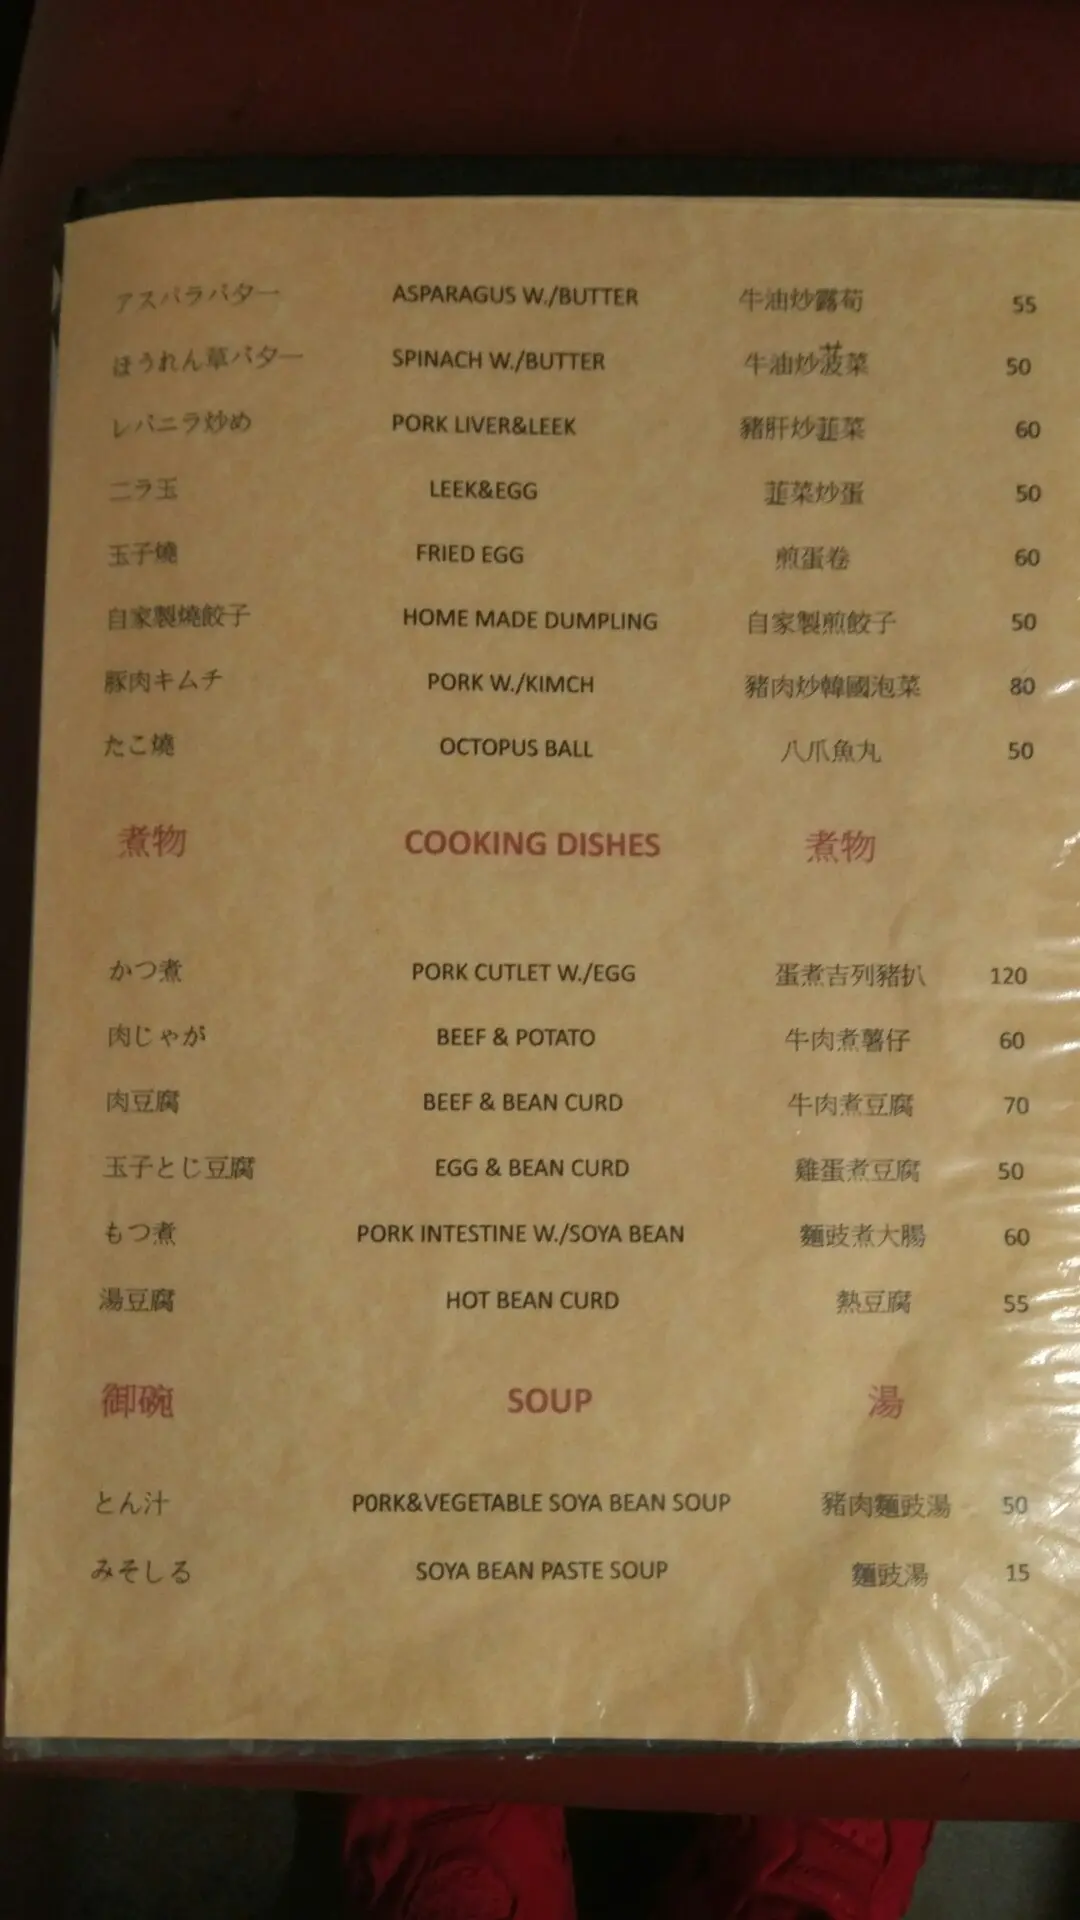 アスパラバター ASPARAGUS W./BUTTER 牛油炒露荀 55
ほうれん草バター SPINACH W./BUTTER 牛油炒菠菜 50
レバニラ炒め PORK LIVER&LEEK 豬肝炒韮菜 60
ニラ玉 LEEK&EGG 韮菜炒蛋 50
玉子燒 FRIED EGG 煎蛋卷 60
自家製燒餃子 HOME MADE DUMPLING 自家製煎餃子 50
豚肉キムチ PORK W./KIMCH 豬肉炒韓國泡菜 80
たこ燒 OCTOPUS BALL 八爪魚丸 50
煮物 COOKING DISHES 煮物
かつ煮 PORK CUTLET W./EGG 蛋煮吉列豬扒 120
肉じゃが BEEF & POTATO 牛肉煮薯仔 60
肉豆腐 BEEF & BEAN CURD 牛肉煮豆腐 70
玉子とじ豆腐 EGG & BEAN CURD 雞蛋煮豆腐 50
もつ煮 PORK INTESTINE W./SOYA BEAN 麵豉煮大腸 60
湯豆腐 HOT BEAN CURD 熱豆腐 55
御碗 SOUP 湯
とん汁 PORK&VEGETABLE SOYA BEAN SOUP 豬肉麵豉湯 50
みそしる SOYA BEAN PASTE SOUP 麵豉湯 15